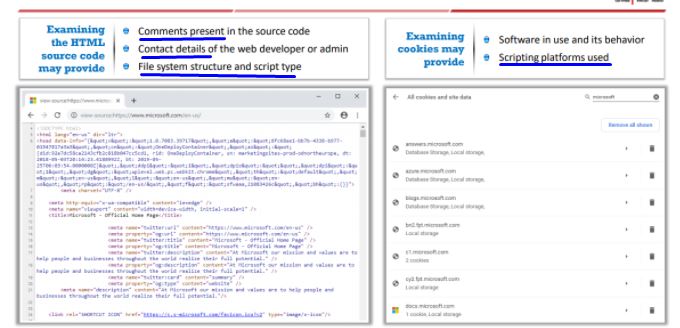 Examining
the HTML
source code
may provide
Comments present in the source code
Contact details of the web developer or admin
File system structure and script type
Examining
cookies may
provide
Software in use and its behavior
Scripting platforms used
view-source:https://www.micro
view-source:https://www.microsoft.com/en-us/
<!DOCTYPE html>
<html lang="en-us" dir="ltr">
<meta charset="UTF-8" />
<meta http-equiv="x-ua-compatible" content="ie=edge" />
<meta name="viewport" content="width=device-width, initial-scale=1" />
<title>Microsoft - Official Home Page</title>
<meta name="twitter:url" content="https://www.microsoft.com/en-us" />
<meta property="og:url" content="https://www.microsoft.com/en-us" />
<meta name="twitter:title" content="Microsoft - Official Home Page" />
<meta property="og:title" content="Microsoft - Official Home Page" />
<meta name="twitter:description" content="At Microsoft our mission and values are to
help people and businesses throughout the world realize their full potential." />
<meta property="og:description" content="At Microsoft our mission and values are to
help people and businesses throughout the world realize their full potential." />
<meta name="twitter:card" content="summary" />
<meta property="og:type" content="website" />
<meta name="description" content="At Microsoft our mission and values are to help people and
businesses throughout the world realize their full potential."/>
<link rel="SHORTCUT ICON" href="https://c.s-microsoft.com/favicon.ico?v2" type="image/x-icon"/>
All cookies and site data
microsoft
Remove all shown
answers.microsoft.com
Database Storage, Local storage,
azure.microsoft.com
Database Storage, Local storage,
blogs.microsoft.com
Database Storage, Local storage,
bn2.fpt.microsoft.com
Local storage
c1.microsoft.com
2 cookies
cy2.fpt.microsoft.com
Local storage
docs.microsoft.com
1 cookie, Local storage